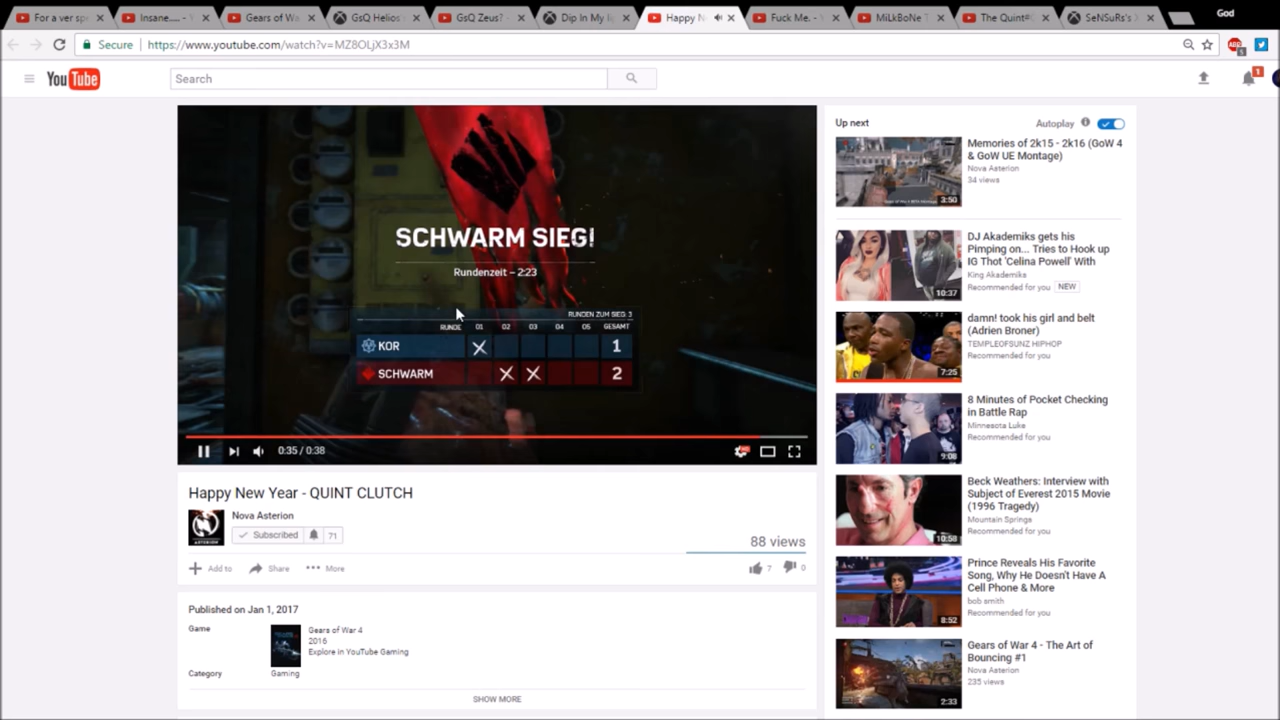 For a ver spe
Insane..... -
Gears of Wa
GsQ Helios
GsQ Zeus? -
Dip In My
Happy N
Fuck Me. -
MiLkBoNe T
The Quint#
SeNSuRs's
God
Secure
https://www.youtube.com/watch?v=MZ8OLjX3x3M
YouTube
Search
1
SCHWARM SIEG!
Rundenzeit – 2:23
RUNDEN ZUM SIEG: 3
RUNDE 01 02 03 04 05 GESAMT
KOR X 1
SCHWARM X X 2
0:35 / 0:38
Happy New Year - QUINT CLUTCH
Nova Asterion
Subscribed 71
88 views
Add to Share More
7 0
Published on Jan 1, 2017
Game
Gears of War 4
2016
Explore in YouTube Gaming
Category
Gaming
SHOW MORE
Up next
Autoplay
Memories of 2k15 - 2k16 (GoW 4
& GoW UE Montage)
Nova Asterion
34 views
3:50
DJ Akademiks gets his
Pimping on... Tries to Hook up
IG Thot 'Celina Powell' With
King Akademiks
Recommended for you NEW
10:37
damn! took his girl and belt
(Adrien Broner)
TEMPLEOFSUNZ HIPHOP
Recommended for you
7:25
8 Minutes of Pocket Checking
in Battle Rap
Minnesota Luke
Recommended for you
9:08
Beck Weathers: Interview with
Subject of Everest 2015 Movie
(1996 Tragedy)
Mountain Springs
Recommended for you
10:58
Prince Reveals His Favorite
Song, Why He Doesn't Have A
Cell Phone & More
bob smith
Recommended for you
8:52
Gears of War 4 - The Art of
Bouncing #1
Nova Asterion
235 views
2:33